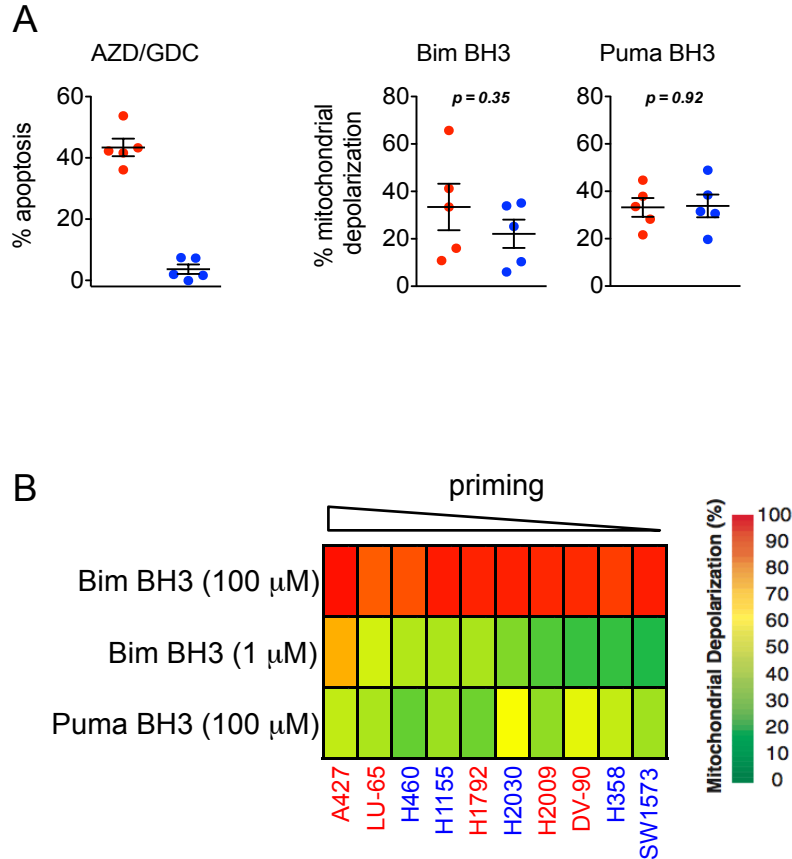 A
AZD/GDC
Bim BH3
Puma BH3
p = 0.35
p = 0.92
% apoptosis
60
40
20
0
% mitochondrial
depolarization
80
60
40
20
0
80
60
40
20
0
B
priming
Bim BH3 (100 μM)
Bim BH3 (1 μM)
Puma BH3 (100 μM)
A427
LU-65
H460
H1155
H1792
H2030
H2009
DV-90
H358
SW1573
Mitochondrial Depolarization (%)
100
90
80
70
60
50
40
30
20
10
0